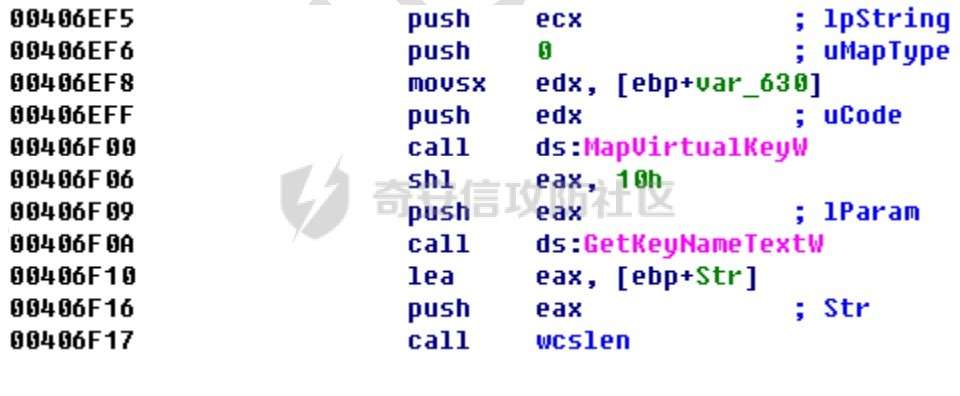 00406EF5 push ecx ; lpString
00406EF6 push 0 ; uMapType
00406EF8 movsx edx, [ebp+var_630]
00406EFF push edx ; uCode
00406F00 call ds:MapVirtualKeyW
00406F06 shl eax, 10h
奇安信攻防社区
00406F09 push eax ; lParam
00406F0A call ds:GetKeyNameTextW
00406F10 lea eax, [ebp+Str]
00406F16 push eax ; Str
00406F17 call wcslen